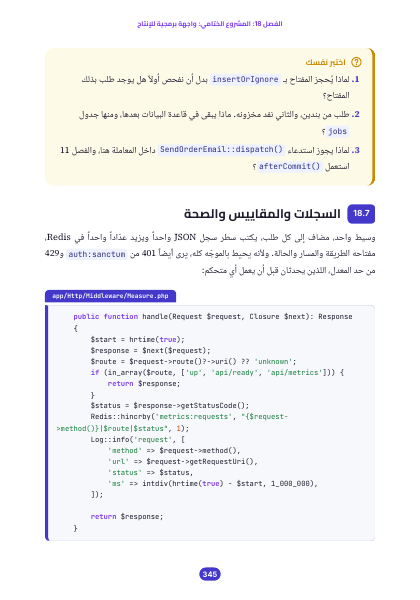 الفصل 18: المشروع الختامي: واجهة برمجية للإنتاج
اختبر نفسك
1. لماذا يُحجز المفتاح بـ insertOrIgnore بدل أن نفحص أولاً هل يوجد طلب بذلك
المفتاح؟
2. طلب من بندين، والثاني نفد مخزونه. ماذا يبقى في قاعدة البيانات بعدها، ومنها جدول
jobs ؟
3. لماذا يجوز استدعاء SendOrderEmail::dispatch() داخل المعاملة هنا، والفصل 11
استعمل afterCommit() ؟
18.7 السجلات والمقاييس والصحة
وسيط واحد، مضاف إلى كل طلب، يكتب سطر سجل JSON واحداً ويزيد عدّاداً واحداً في Redis،
مفتاحه الطريقة والمسار والحالة. ولأنه يحيط بالموجّه كله، يرى أيضاً 401 من auth:sanctum و429
من حد المعدل، اللذين يحدثان قبل أن يعمل أي متحكم:
app/Http/Middleware/Measure.php
public function handle(Request $request, Closure $next): Response
{
$start = hrtime(true);
$response = $next($request);
$route = $request->route()?->uri() ?? 'unknown';
if (in_array($route, ['up', 'api/ready', 'api/metrics'])) {
return $response;
}
$status = $response->getStatusCode();
Redis::hincrby('metrics:requests', "{$request-
>method()}|$route|$status", 1);
Log::info('request', [
'method' => $request->method(),
'url' => $request->getRequestUri(),
'status' => $status,
'ms' => intdiv(hrtime(true) - $start, 1_000_000),
]);
return $response;
}
345